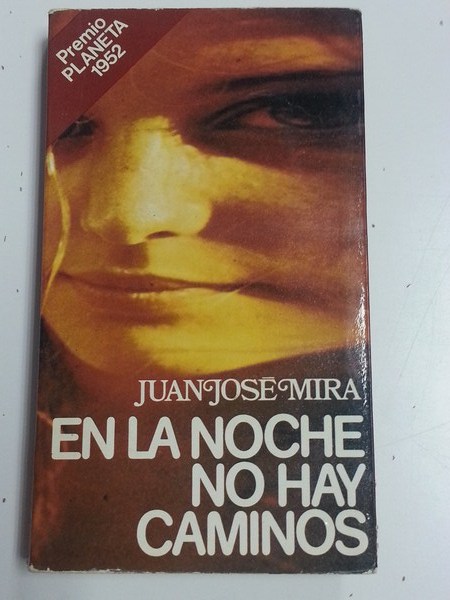 Premio
PLANETA
1952
JUAN JOSÉ MIRA
EN LA NOCHE
NO HAY
CAMINOS